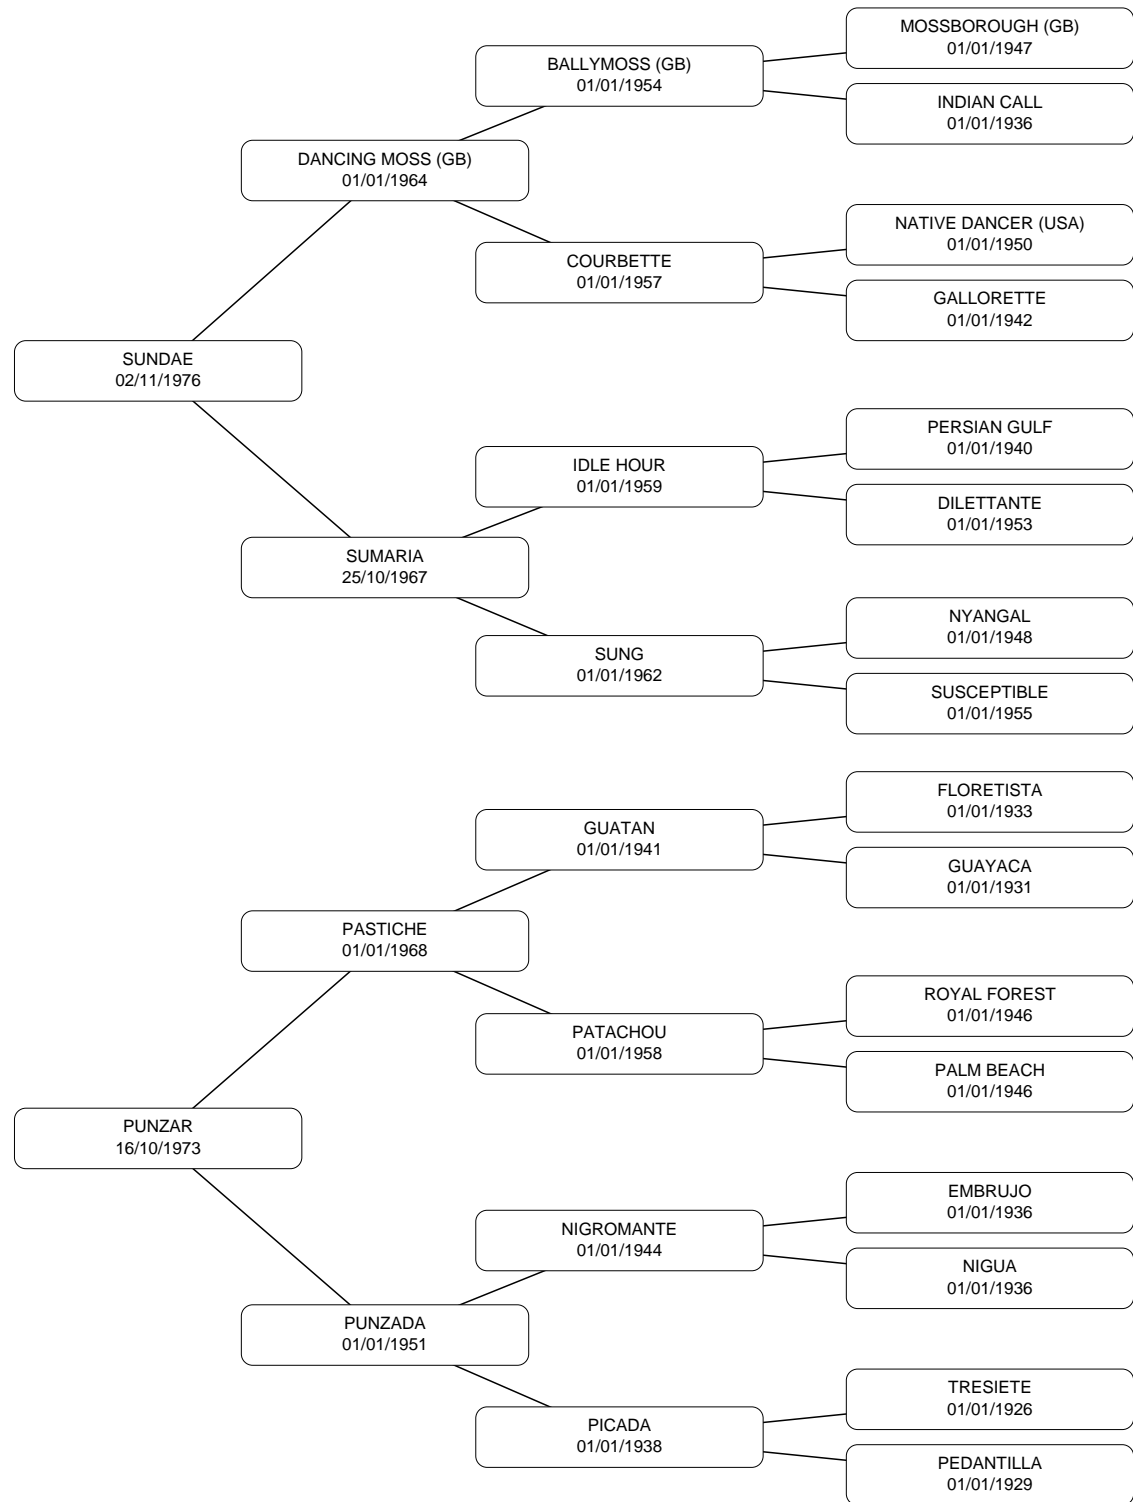 MOSSBOROUGH (GB)
01/01/1947
BALLYMOSS (GB)
01/01/1954
INDIAN CALL
01/01/1936
DANCING MOSS (GB)
01/01/1964
NATIVE DANCER (USA)
01/01/1950
COURBETTE
01/01/1957
GALLORETTE
01/01/1942
SUNDAE
02/11/1976
PERSIAN GULF
01/01/1940
IDLE HOUR
01/01/1959
DILETTANTE
01/01/1953
SUMARIA
25/10/1967
NYANGAL
01/01/1948
SUNG
01/01/1962
SUSCEPTIBLE
01/01/1955
FLORETISTA
01/01/1933
GUATAN
01/01/1941
GUAYACA
01/01/1931
PASTICHE
01/01/1968
ROYAL FOREST
01/01/1946
PATACHOU
01/01/1958
PALM BEACH
01/01/1946
PUNZAR
16/10/1973
EMBRUJO
01/01/1936
NIGROMANTE
01/01/1944
NIGUA
01/01/1936
PUNZADA
01/01/1951
TRESIETE
01/01/1926
PICADA
01/01/1938
PEDANTILLA
01/01/1929